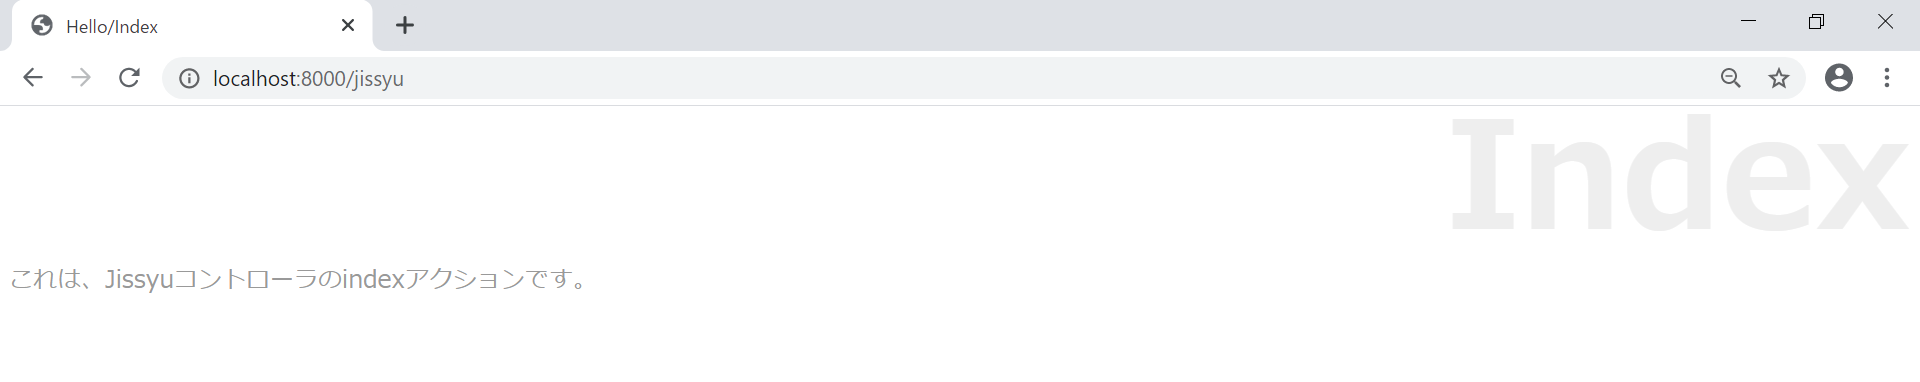 Hello/Index
localhost:8000/jissyu
Index
これは、Jissyuコントローラのindexアクションです。